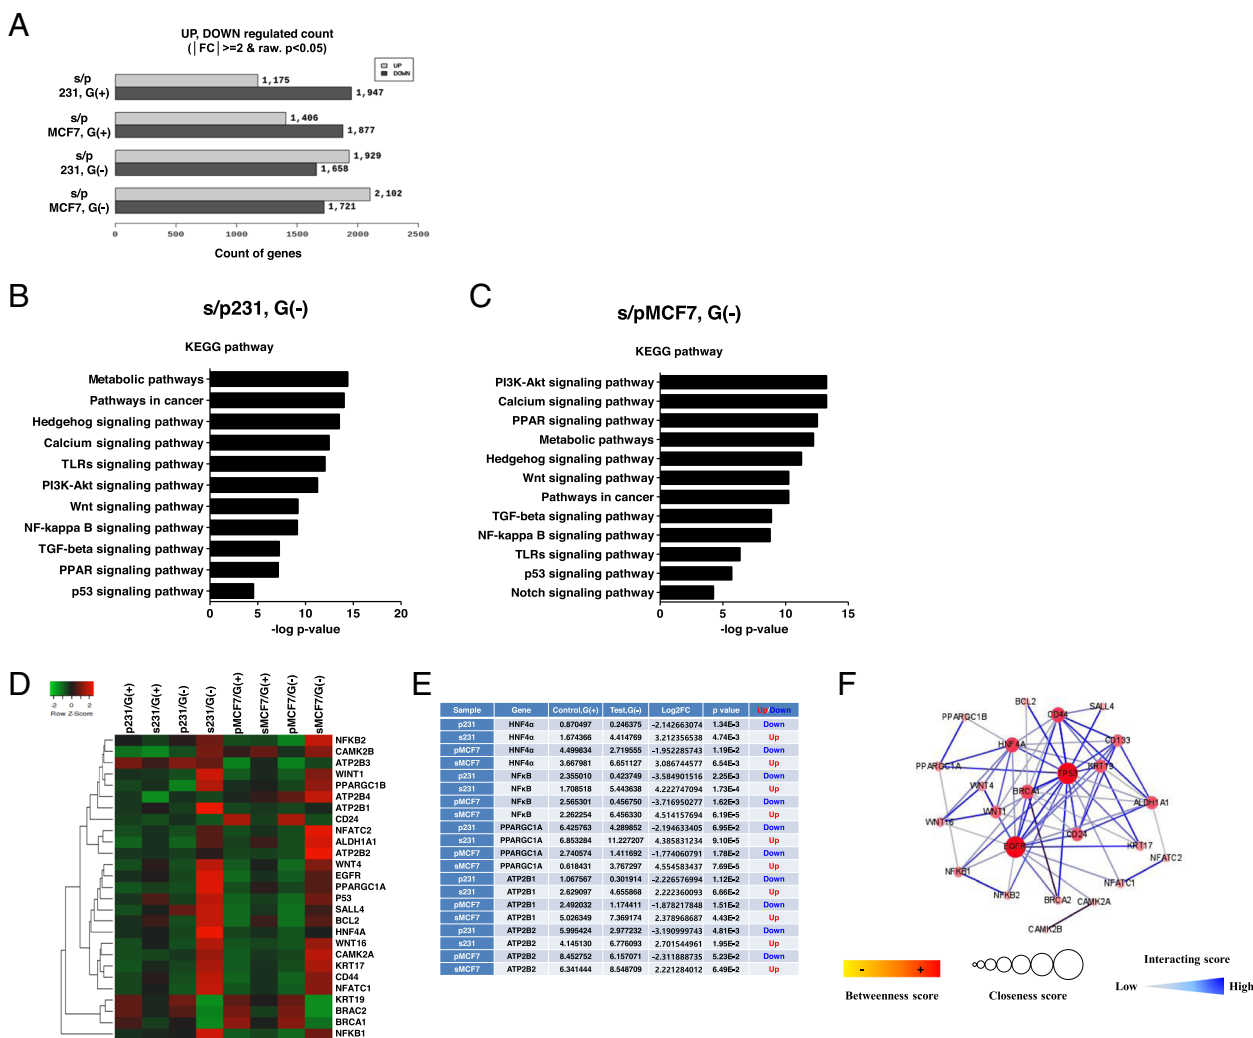 A
UP, DOWN regulated count
(│FC│>=2 & raw. p<0.05)
UP
DOWN
s/p
231, G(+)
1,175
1,947
s/p
MCF7, G(+)
1,406
1,877
s/p
231, G(-)
1,929
1,658
s/p
MCF7, G(-)
2,102
1,721
0 500 1000 1500 2000 2500
Count of genes
B
s/p231, G(-)
KEGG pathway
Metabolic pathways
Pathways in cancer
Hedgehog signaling pathway
Calcium signaling pathway
TLRs signaling pathway
PI3K-Akt signaling pathway
Wnt signaling pathway
NF-kappa B signaling pathway
TGF-beta signaling pathway
PPAR signaling pathway
p53 signaling pathway
0 5 10 15 20
-log p-value
C
s/pMCF7, G(-)
KEGG pathway
PI3K-Akt signaling pathway
Calcium signaling pathway
PPAR signaling pathway
Metabolic pathways
Hedgehog signaling pathway
Wnt signaling pathway
Pathways in cancer
TGF-beta signaling pathway
NF-kappa B signaling pathway
TLRs signaling pathway
p53 signaling pathway
Notch signaling pathway
0 5 10 15
-log p-value
D
-2 -1 0 1 2
Row Z-Score
p231/G(+)
s231/G(+)
p231/G(-)
s231/G(-)
pMCF7/G(+)
sMCF7/G(+)
pMCF7/G(-)
sMCF7/G(-)
NFKB2
CAMK2B
ATP2B3
WINT1
PPARGC1B
ATP2B4
ATP2B1
CD24
NFATC2
ALDH1A1
ATP2B2
WNT4
EGFR
PPARGC1A
P53
SALL4
BCL2
HNF4A
WNT16
CAMK2A
KRT17
CD44
NFATC1
KRT19
BRAC2
BRCA1
NFKB1
E
Sample Gene Control,G(+) Test,G(-) Log2FC p value Up/Down
p231 HNF4α 0.870497 0.246375 -2.142663074 1.34E-3 Down
s231 HNF4α 1.674366 4.414769 3.212356538 4.74E-3 Up
pMCF7 HNF4α 4.499834 2.719555 -1.952285743 1.19E-2 Down
sMCF7 HNF4α 3.667981 6.651127 3.086744577 6.54E-3 Up
p231 NFκB 2.355010 0.423749 -3.584901516 2.25E-3 Down
s231 NFκB 1.708518 5.443638 4.222747094 1.73E-4 Up
pMCF7 NFκB 2.565301 0.456750 -3.716950277 1.62E-3 Down
sMCF7 NFκB 2.262254 6.456330 4.514157694 6.19E-5 Up
p231 PPARGC1A 6.425763 4.289852 -2.194633405 6.95E-2 Down
s231 PPARGC1A 6.853284 11.227207 4.385831234 9.10E-5 Up
pMCF7 PPARGC1A 2.740574 1.411692 -1.774060791 1.78E-2 Down
sMCF7 PPARGC1A 0.618431 3.767297 4.554583437 7.69E-5 Up
p231 ATP2B1 1.067567 0.301914 -2.226576994 1.12E-2 Down
s231 ATP2B1 2.629097 4.655868 2.222360093 6.66E-2 Up
pMCF7 ATP2B1 2.492032 1.174411 -1.878217848 1.51E-2 Down
sMCF7 ATP2B1 5.026349 7.369174 2.378968687 4.43E-2 Up
p231 ATP2B2 5.995424 2.977232 -3.190999743 4.81E-3 Down
s231 ATP2B2 4.145130 6.776093 2.701544961 1.95E-2 Up
pMCF7 ATP2B2 8.452752 6.157071 -2.311888735 5.23E-2 Down
sMCF7 ATP2B2 6.341444 8.548709 2.221284012 6.49E-2 Up
F
BCL2
SALL4
PPARGC1B
CD44
HNF4A
CD133
PPARGC1A
TP53
KRT19
WNT4
BRCA1
ALDH1A1
WNT1
WNT16
CD24
EGFR
KRT17
NFATC2
NFKB1
NFATC1
NFKB2
BRCA2
CAMK2A
CAMK2B
- +
Betweenness score
Closeness score
Interacting score
Low High